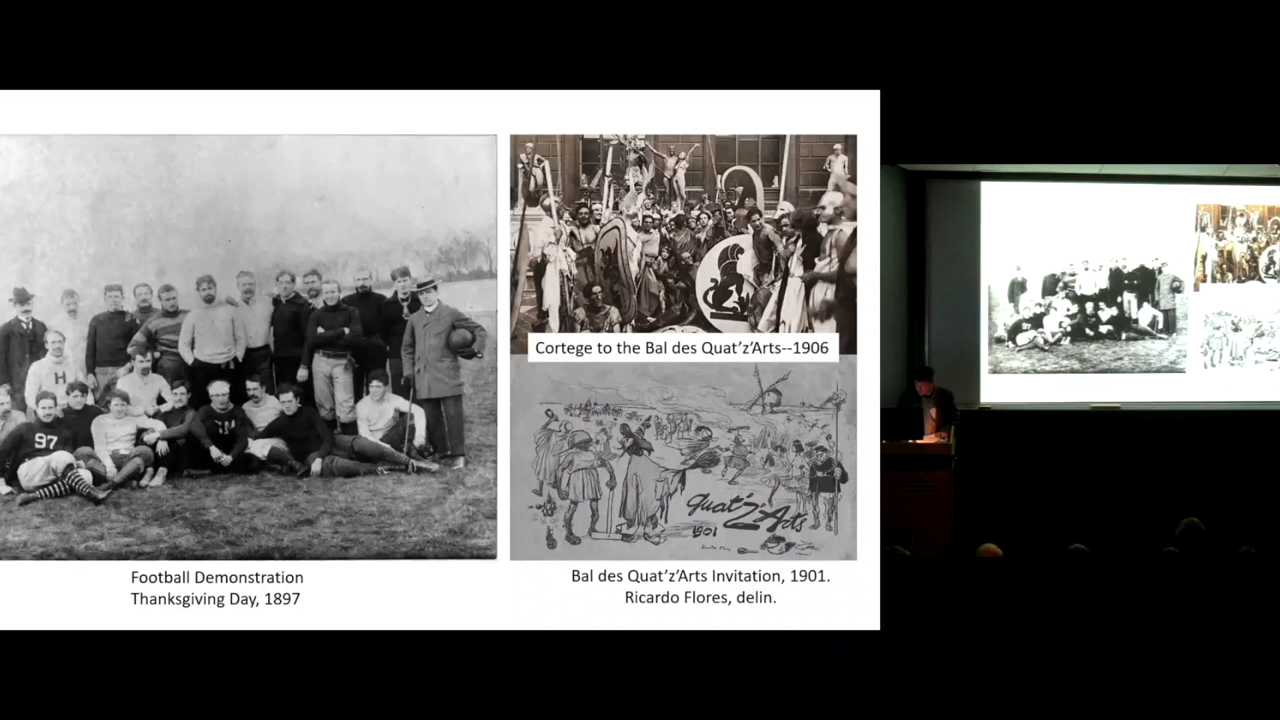 H
97
Football Demonstration
Thanksgiving Day, 1897
Cortege to the Bal des Quat’z’Arts--1906
quat'z'Arts
1901
Bal des Quat’z’Arts Invitation, 1901.
Ricardo Flores, delin.